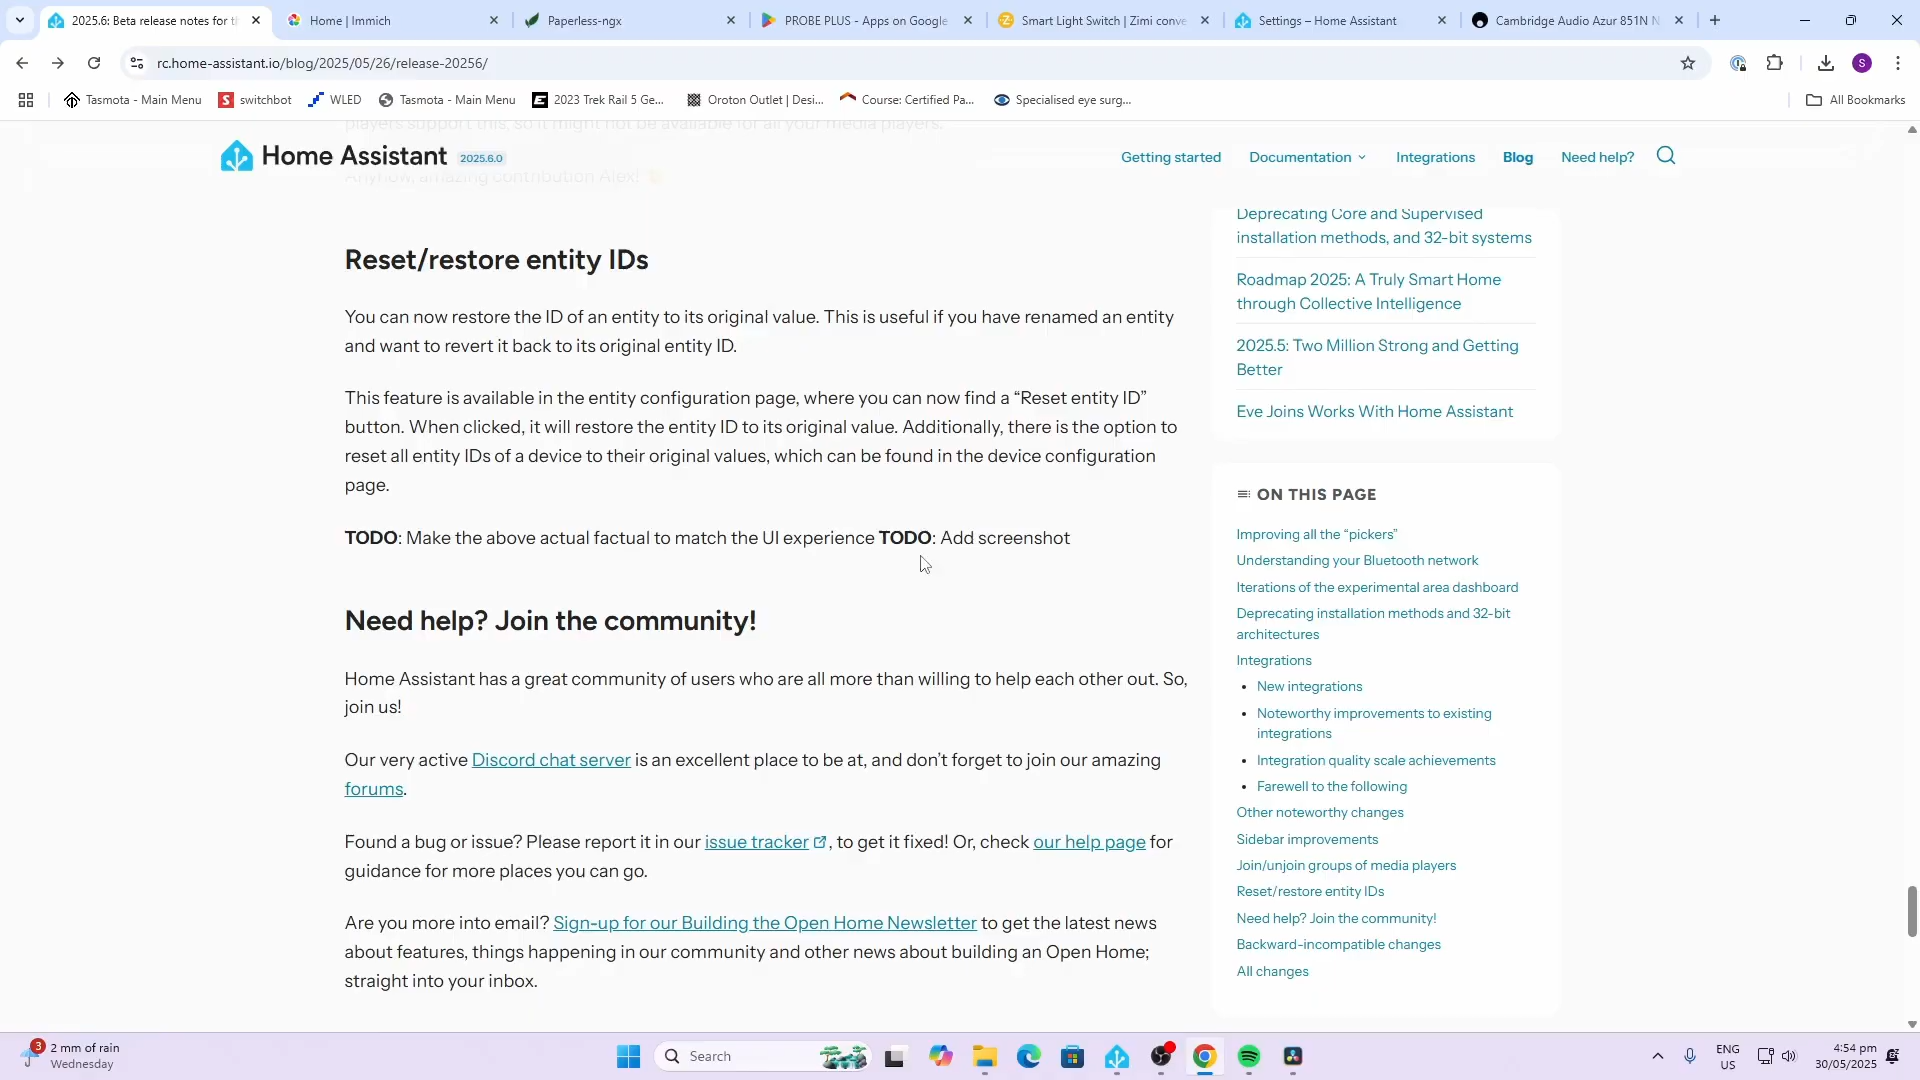 2025.6: Beta release notes for th
Home | Immich
Paperless-ngx
PROBE PLUS - Apps on Google
Smart Light Switch | Zimi conve
Settings – Home Assistant
Cambridge Audio Azur 851N N
rc.home-assistant.io/blog/2025/05/26/release-20256/
S
Tasmota - Main Menu
switchbot
WLED
Tasmota - Main Menu
2023 Trek Rail 5 Ge...
Oroton Outlet | Desi...
Course: Certified Pa...
Specialised eye surg...
All Bookmarks
players support this, so it might not be available for all your media players.
Home Assistant 2025.6.0
Getting started
Documentation
Integrations
Blog
Need help?
Anyhow, amazing contribution Alex!
Reset/restore entity IDs
You can now restore the ID of an entity to its original value. This is useful if you have renamed an entity
and want to revert it back to its original entity ID.
This feature is available in the entity configuration page, where you can now find a “Reset entity ID”
button. When clicked, it will restore the entity ID to its original value. Additionally, there is the option to
reset all entity IDs of a device to their original values, which can be found in the device configuration
page.
TODO: Make the above actual factual to match the UI experience TODO: Add screenshot
Need help? Join the community!
Home Assistant has a great community of users who are all more than willing to help each other out. So,
join us!
Our very active Discord chat server is an excellent place to be at, and don’t forget to join our amazing
forums.
Found a bug or issue? Please report it in our issue tracker, to get it fixed! Or, check our help page for
guidance for more places you can go.
Are you more into email? Sign-up for our Building the Open Home Newsletter to get the latest news
about features, things happening in our community and other news about building an Open Home;
straight into your inbox.
Deprecating Core and Supervised
installation methods, and 32-bit systems
Roadmap 2025: A Truly Smart Home
through Collective Intelligence
2025.5: Two Million Strong and Getting
Better
Eve Joins Works With Home Assistant
ON THIS PAGE
Improving all the “pickers”
Understanding your Bluetooth network
Iterations of the experimental area dashboard
Deprecating installation methods and 32-bit
architectures
Integrations
New integrations
Noteworthy improvements to existing
integrations
Integration quality scale achievements
Farewell to the following
Other noteworthy changes
Sidebar improvements
Join/unjoin groups of media players
Reset/restore entity IDs
Need help? Join the community!
Backward-incompatible changes
All changes
3
2 mm of rain
Wednesday
Search
ENG
US
4:54 pm
30/05/2025